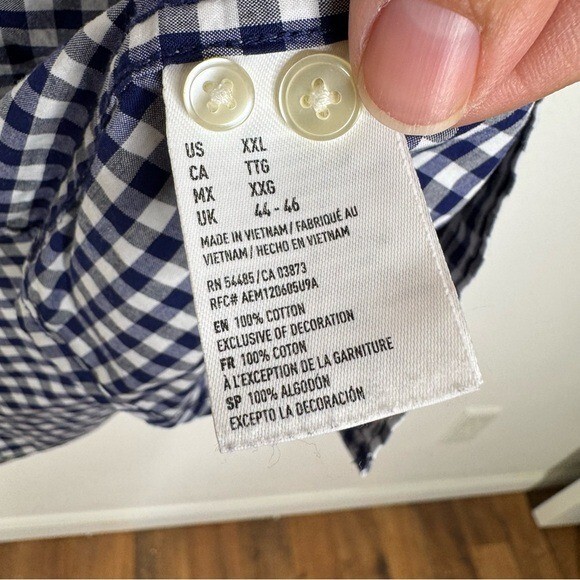 US XXL
CA TTG
MX XXG
UK 44 - 46
MADE IN VIETNAM / FABRIQUÉ AU
VIETNAM / HECHO EN VIETNAM
RN 54485/CA 03873
RFC# AEM120605U9A
EN 100% COTTON
EXCLUSIVE OF DECORATION
FR 100% COTON
À L'EXCEPTION DE LA GARNITURE
SP 100% ALGODÓN
EXCEPTO LA DECORACIÓN